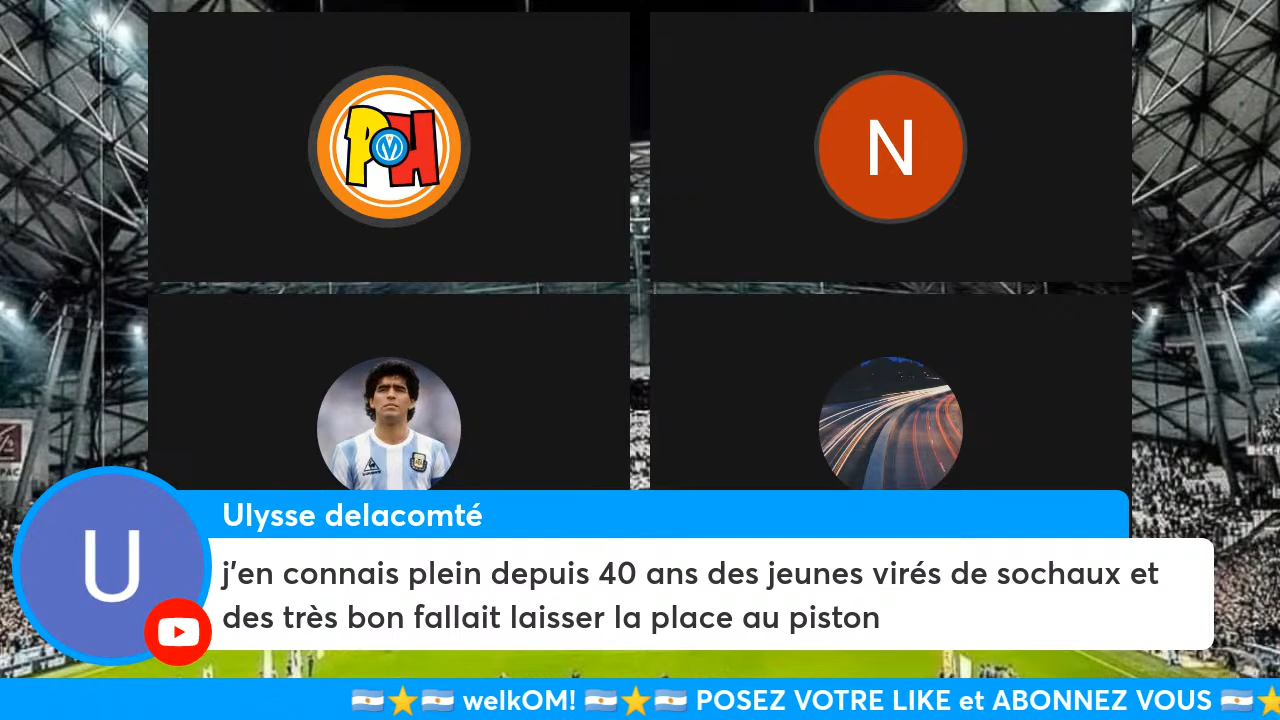 PH
M
N
PAC
U
Ulysse delacomté
j'en connais plein depuis 40 ans des jeunes virés de sochaux et
des très bon fallait laisser la place au piston
🇦🇷⭐🇦🇷 welkOM! 🇦🇷⭐🇦🇷 POSEZ VOTRE LIKE et ABONNEZ VOUS 🇦🇷⭐